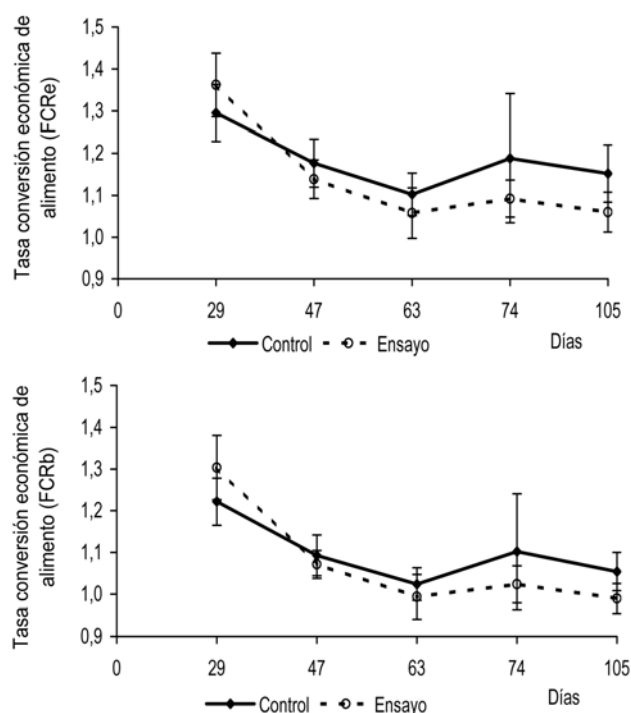 Tasa conversión económica de
alimento (FCRe)
1,5
1,4
1,3
1,2
1,1
1,0
0,9
0 29 47 63 74 105
Control Ensayo Días
Tasa conversión económica de
alimento (FCRb)
1,5
1,4
1,3
1,2
1,1
1,0
0,9
0 29 47 63 74 105
Control Ensayo Días